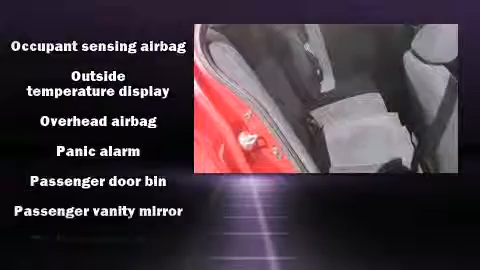 Occupant sensing airbag
Outside
temperature display
Overhead airbag
Panic alarm
Passenger door bin
Passenger vanity mirror